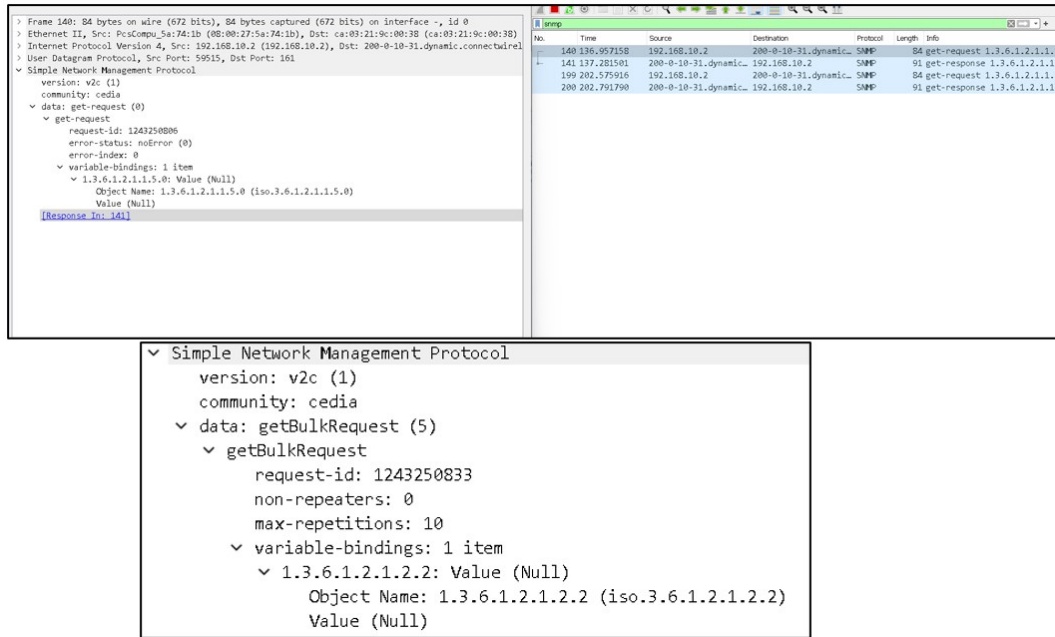 Frame 140: 84 bytes on wire (672 bits), 84 bytes captured (672 bits) on interface -, id 0
Ethernet II, Src: PcsCompu_5a:74:1b (08:00:27:5a:74:1b), Dst: ca:03:21:9c:00:38 (ca:03:21:9c:00:38)
Internet Protocol Version 4, Src: 192.168.10.2 (192.168.10.2), Dst: 200-0-10-31.dynamic.connectwirel
User Datagram Protocol, Src Port: 59515, Dst Port: 161
Simple Network Management Protocol
version: v2c (1)
community: cedia
data: get-request (0)
get-request
request-id: 1243250806
error-status: noError (0)
error-index: 0
variable-bindings: 1 item
1.3.6.1.2.1.1.5.0: Value (Null)
Object Name: 1.3.6.1.2.1.1.5.0 (iso.3.6.1.2.1.1.5.0)
Value (Null)
[Response In: 141]
snmp
No. Time Source Destination Protocol Length Info
140 136.957158 192.168.10.2 200-0-10-31.dynamic… SNMP 84 get-request 1.3.6.1.2.1.1.
141 137.281501 200-0-10-31.dynamic… 192.168.10.2 SNMP 91 get-response 1.3.6.1.2.1.1
199 202.575916 192.168.10.2 200-0-10-31.dynamic… SNMP 84 get-request 1.3.6.1.2.1.1.
200 202.791790 200-0-10-31.dynamic… 192.168.10.2 SNMP 91 get-response 1.3.6.1.2.1.1
Simple Network Management Protocol
version: v2c (1)
community: cedia
data: getBulkRequest (5)
getBulkRequest
request-id: 1243250833
non-repeaters: 0
max-repetitions: 10
variable-bindings: 1 item
1.3.6.1.2.1.2.2: Value (Null)
Object Name: 1.3.6.1.2.1.2.2 (iso.3.6.1.2.1.2.2)
Value (Null)